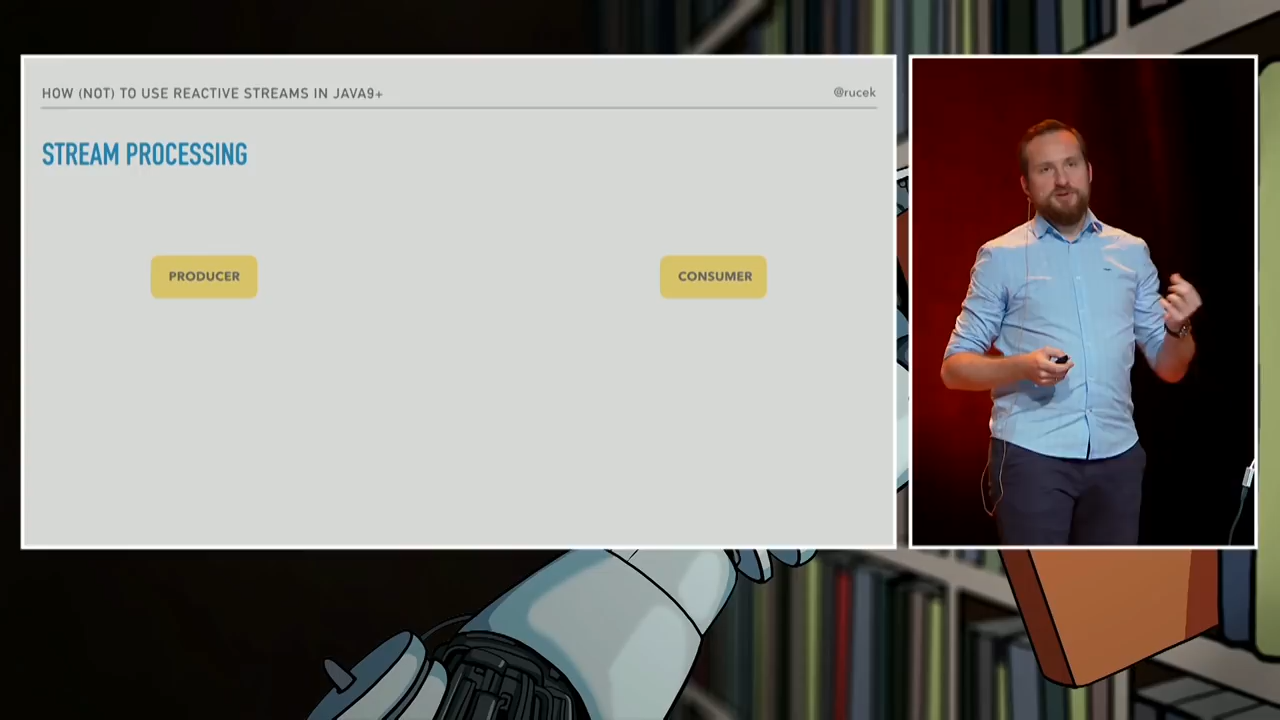 HOW (NOT) TO USE REACTIVE STREAMS IN JAVA9+
@rucek
STREAM PROCESSING
PRODUCER
CONSUMER